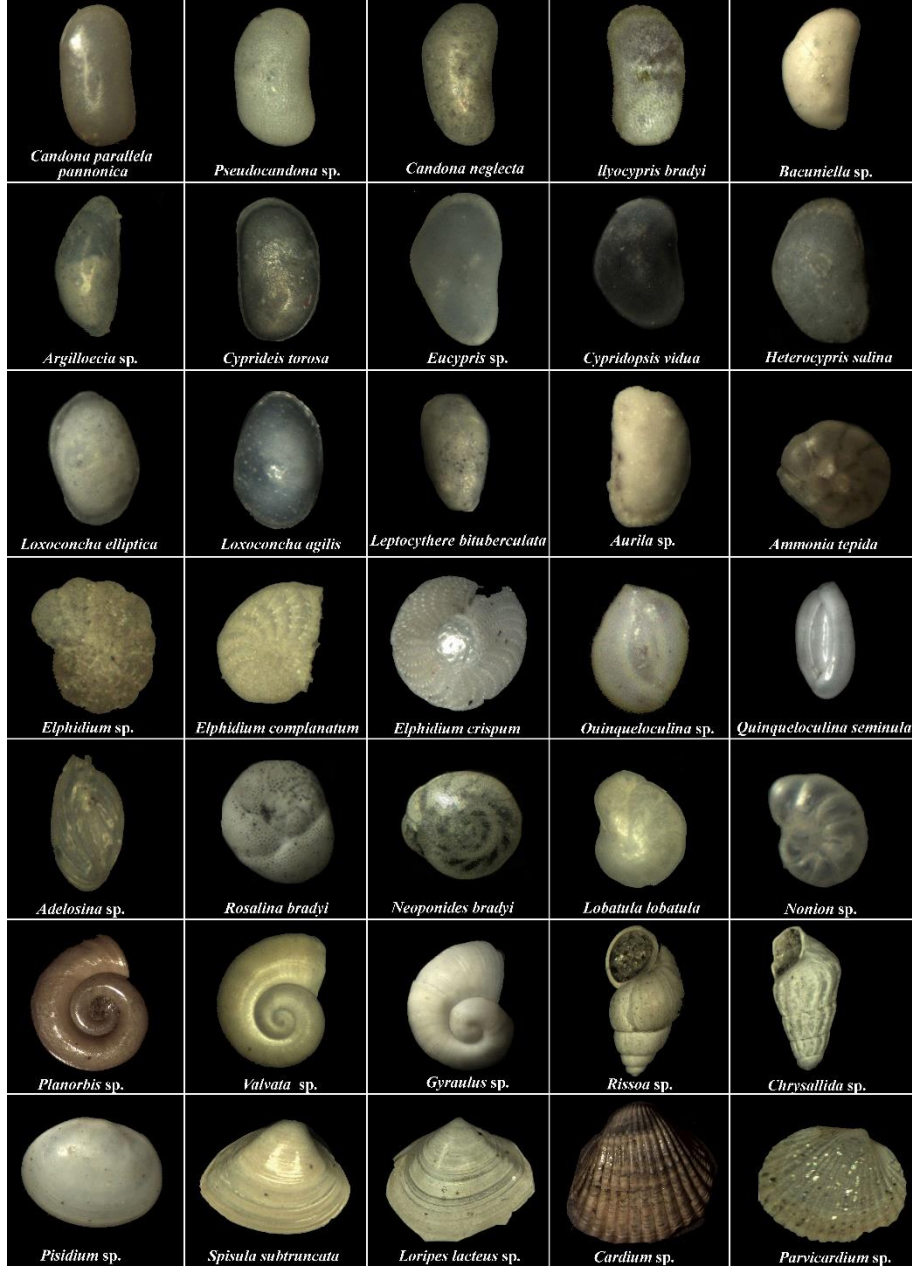 Candona parallela
pannonica
Pseudocandona sp.
Candona neglecta
Ilyocypris bradyi
Bacuniella sp.
Argilloecia sp.
Cyprideis torosa
Eucypris sp.
Cypridopsis vidua
Heterocypris salina
Loxoconcha elliptica
Loxoconcha agilis
Leptocythere bituberculata
Aurila sp.
Ammonia tepida
Elphidium sp.
Elphidium complanatum
Elphidium crispum
Ouinqueloculina sp.
Quinqueloculina seminula
Adelosina sp.
Rosalina bradyi
Neoponides bradyi
Lobatula lobatula
Nonion sp.
Planorbis sp.
Valvata sp.
Gyraulus sp.
Rissoa sp.
Chrysallida sp.
Pisidium sp.
Spisula subtruncata
Loripes lacteus sp.
Cardium sp.
Parvicardium sp.